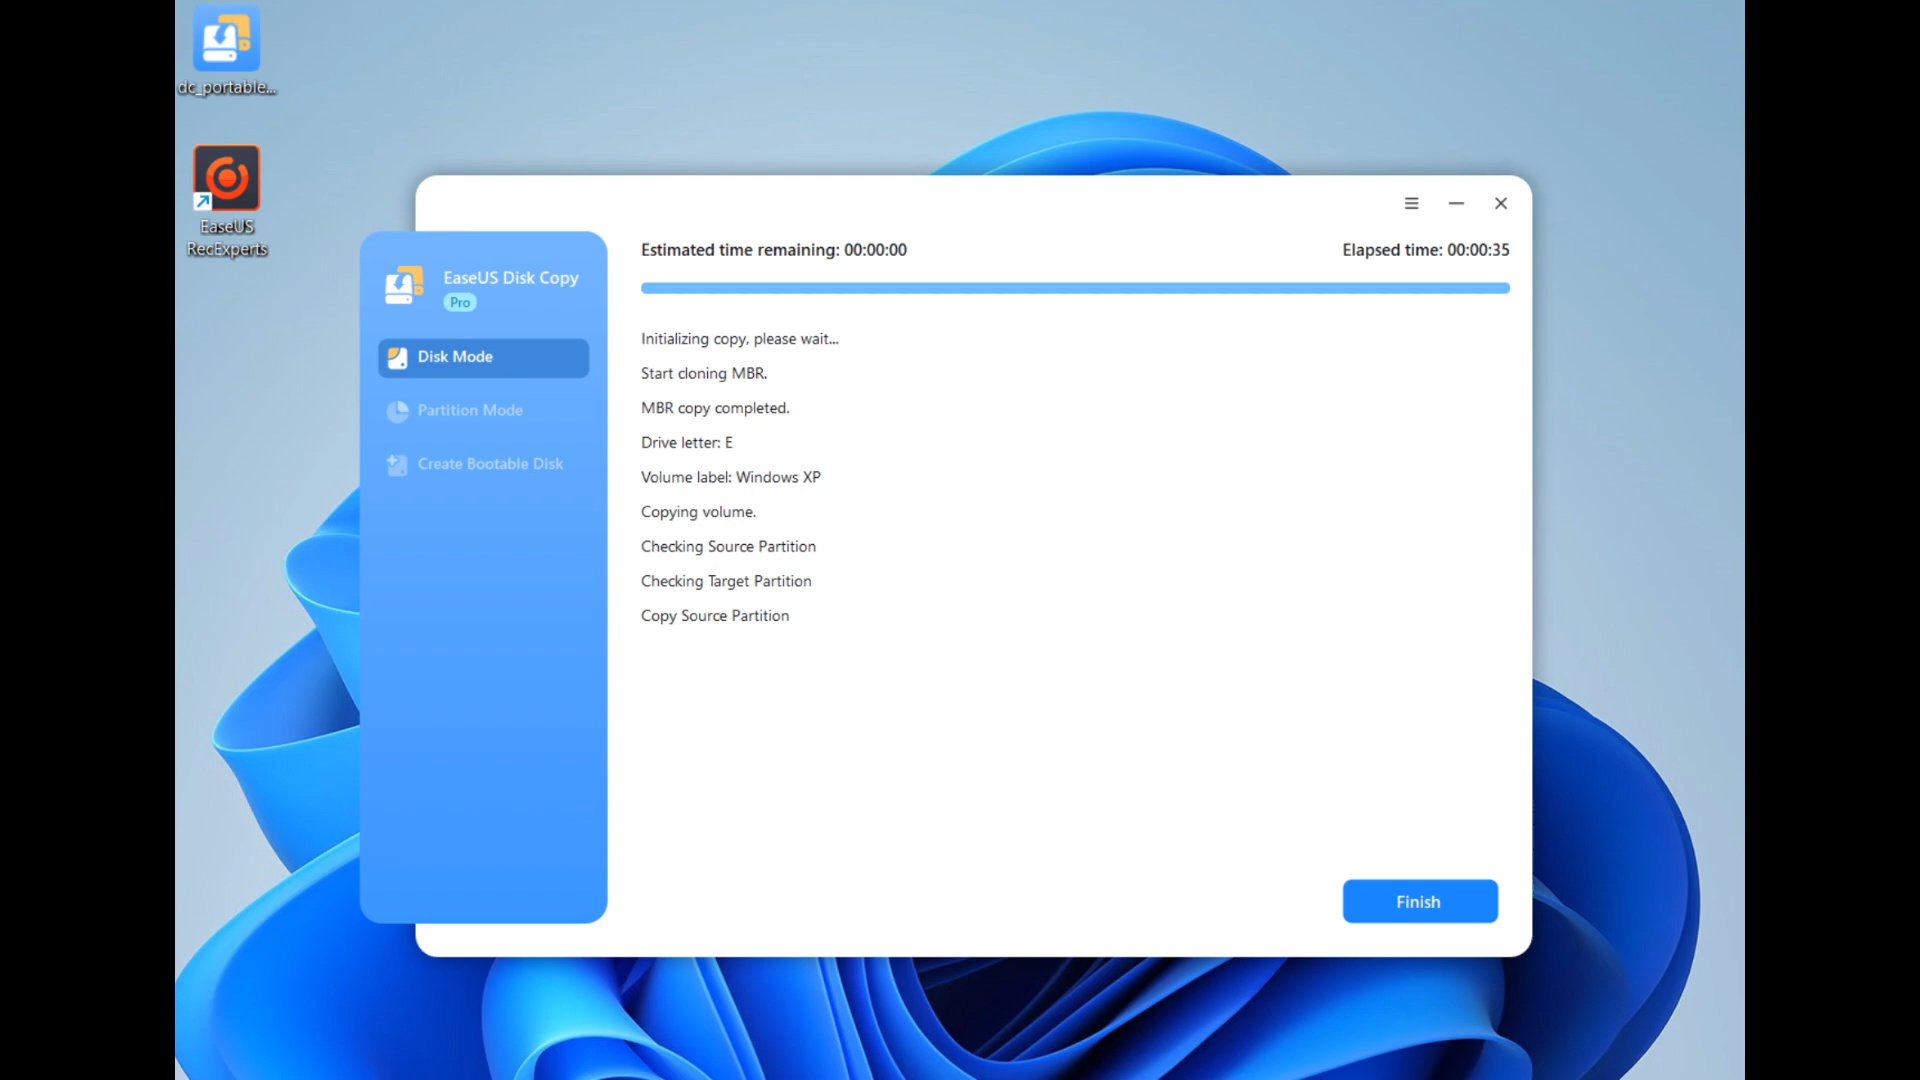 dc_portable...
EaseUS
RecExperts
EaseUS Disk Copy
Pro
Disk Mode
Partition Mode
Create Bootable Disk
Estimated time remaining: 00:00:00
Elapsed time: 00:00:35
Initializing copy, please wait...
Start cloning MBR.
MBR copy completed.
Drive letter: E
Volume label: Windows XP
Copying volume.
Checking Source Partition
Checking Target Partition
Copy Source Partition
Finish